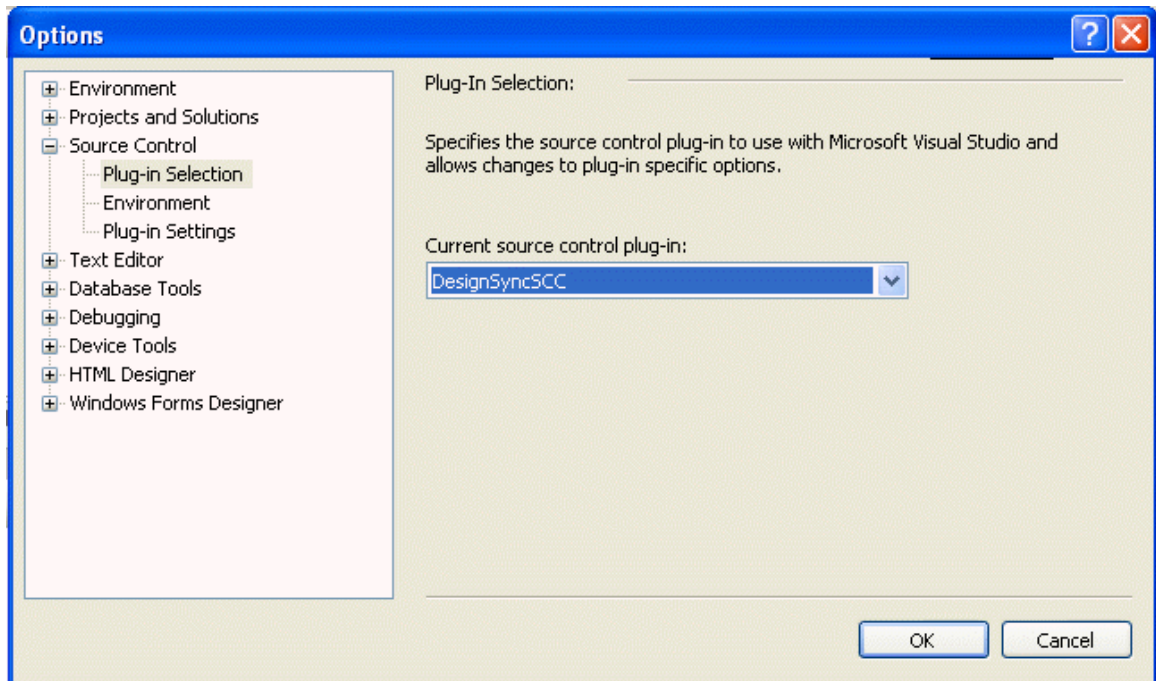 Options
Environment
Projects and Solutions
Source Control
Plug-in Selection
Environment
Plug-in Settings
Text Editor
Database Tools
Debugging
Device Tools
HTML Designer
Windows Forms Designer
Plug-In Selection:
Specifies the source control plug-in to use with Microsoft Visual Studio and
allows changes to plug-in specific options.
Current source control plug-in:
DesignSyncSCC
OK
Cancel